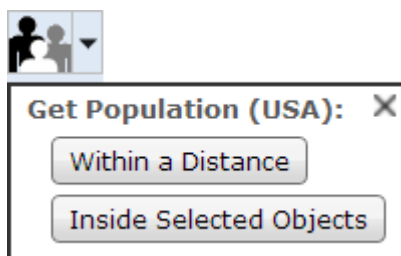 Get Population (USA):
Within a Distance
Inside Selected Objects